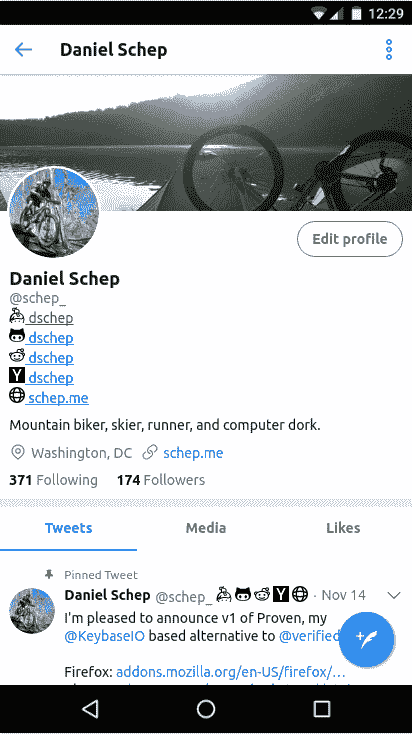 12:29
Daniel Schep
Edit profile
Daniel Schep
@schep_
dschep
dschep
dschep
Y dschep
schep.me
Mountain biker, skier, runner, and computer dork.
Washington, DC schep.me
371 Following 174 Followers
Tweets Media Likes
Pinned Tweet
Daniel Schep @schep_ Y · Nov 14
I'm pleased to announce v1 of Proven, my
@KeybaseIO based alternative to @verified
Firefox: addons.mozilla.org/en-US/firefox/…